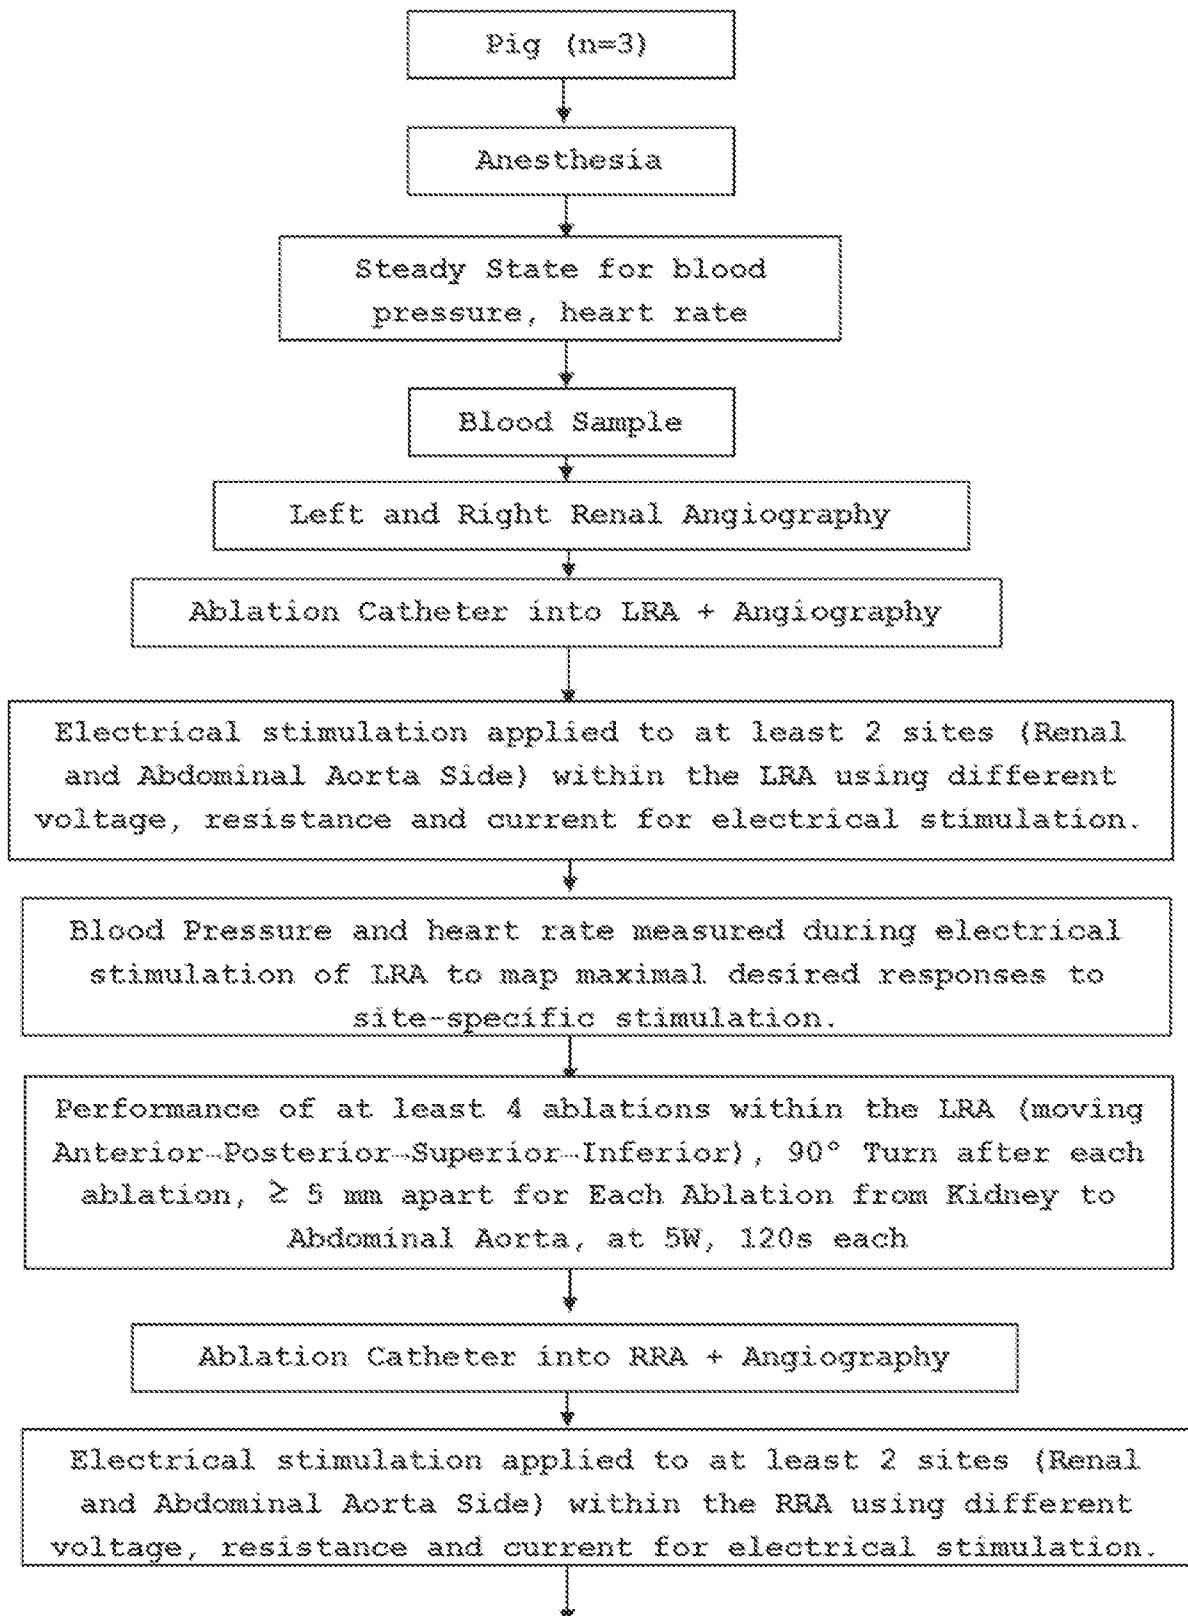 Pig (n=3)
Anesthesia
Steady State for blood
pressure, heart rate
Blood Sample
Left and Right Renal Angiography
Ablation Catheter into LRA + Angiography
Electrical stimulation applied to at least 2 sites (Renal
and Abdominal Aorta Side) within the LRA using different
voltage, resistance and current for electrical stimulation.
Blood Pressure and heart rate measured during electrical
stimulation of LRA to map maximal desired responses to
site-specific stimulation.
Performance of at least 4 ablations within the LRA (moving
Anterior→Posterior→Superior→Inferior), 90° Turn after each
ablation, ≥ 5 mm apart for Each Ablation from Kidney to
Abdominal Aorta, at 5W, 120s each
Ablation Catheter into RRA + Angiography
Electrical stimulation applied to at least 2 sites (Renal
and Abdominal Aorta Side) within the RRA using different
voltage, resistance and current for electrical stimulation.